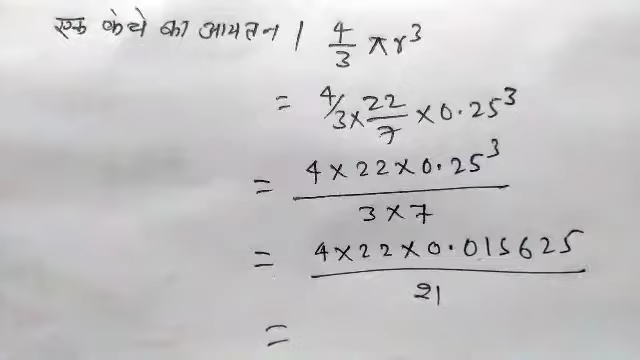 एक कंचे का आयतन | 4/3 πr³
= 4/3 × 22/7 × 0.25³
= 4 × 22 × 0.25³ / 3 × 7
= 4 × 22 × 0.015625 / 21
=